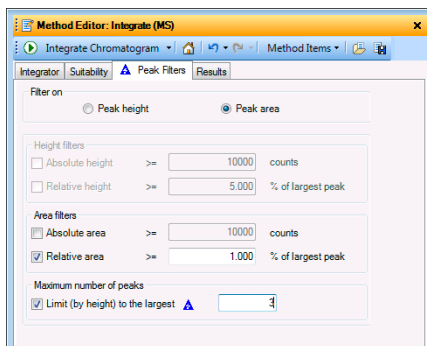 Method Editor: Integrate (MS)
Integrate Chromatogram Method Items
Integrator Suitability Peak Filters Results
Filter on
Peak height Peak area
Height filters
Absolute height >= 10000 counts
Relative height >= 5.000 % of largest peak
Area filters
Absolute area >= 10000 counts
Relative area >= 1.000 % of largest peak
Maximum number of peaks
Limit (by height) to the largest 3